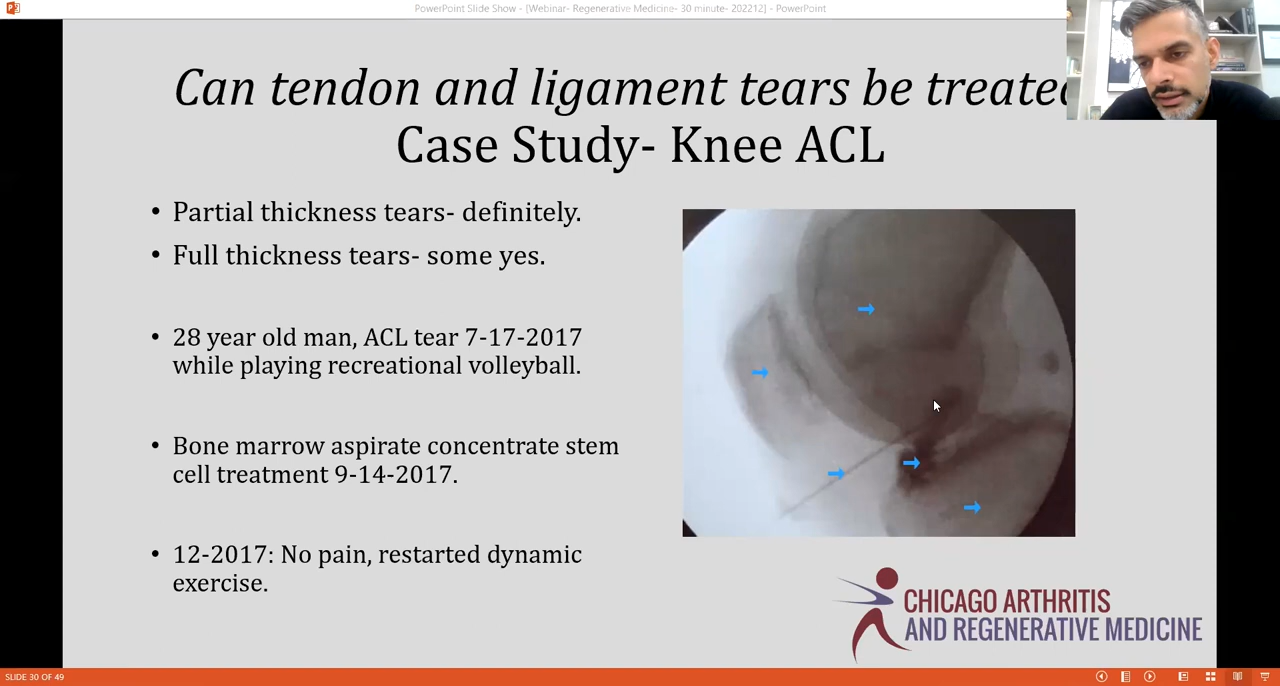 PowerPoint Slide Show - [Webinar- Regenerative Medicine- 30 minute- 202212] - PowerPoint
Can tendon and ligament tears be treated
Case Study- Knee ACL
• Partial thickness tears- definitely.
• Full thickness tears- some yes.
• 28 year old man, ACL tear 7-17-2017
while playing recreational volleyball.
• Bone marrow aspirate concentrate stem
cell treatment 9-14-2017.
• 12-2017: No pain, restarted dynamic
exercise.
CHICAGO ARTHRITIS
AND REGENERATIVE MEDICINE
SLIDE 30 OF 49